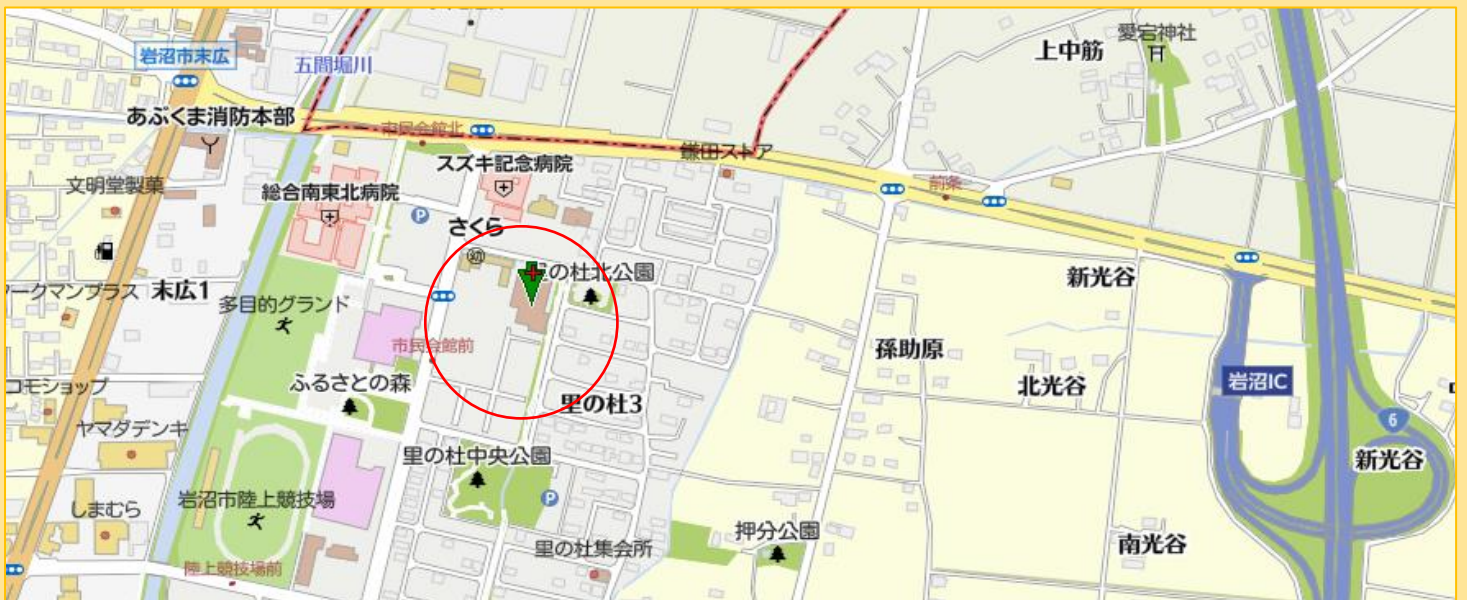 愛宕神社
上中筋
岩沼市末広
五間堀川
あぶくま消防本部
市民会館北
鎌田ストア
スズキ記念病院
文明堂製菓
総合南東北病院
前条
P
さくら
幼
の杜北公園
新光谷
ークマンプラス
末広1
多目的グランド
市民会館前
孫助原
コモショップ
ふるさとの森
北光谷
岩沼IC
里の杜3
6
ヤマダデンキ
里の杜中央公園
新光谷
P
しまむら
岩沼市陸上競技場
押分公園
里の杜集会所
南光谷
陸上競技場前